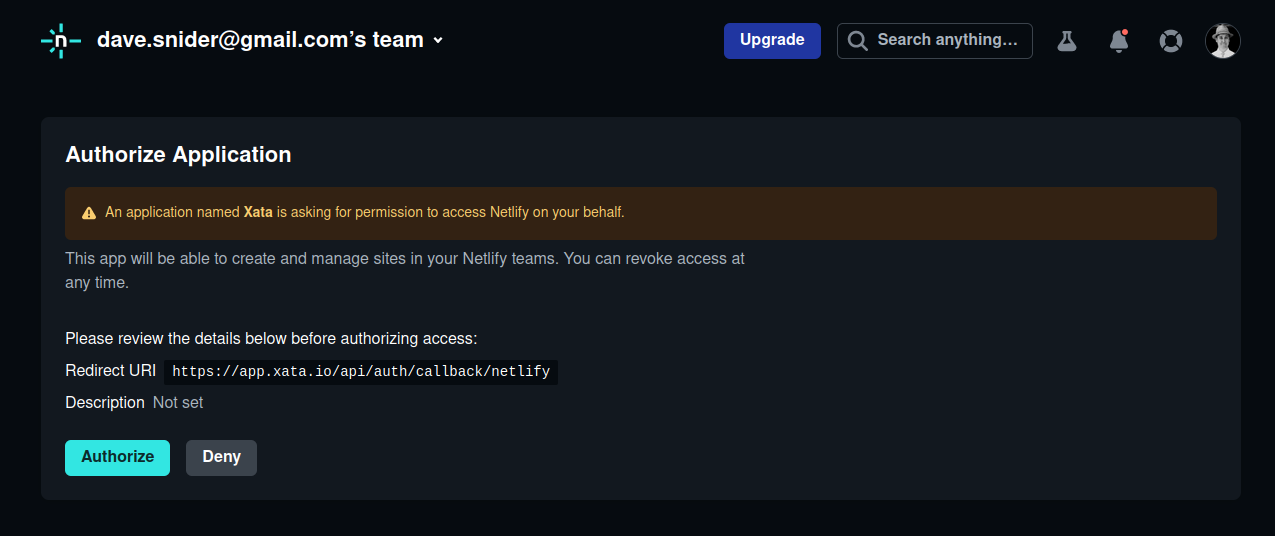 dave.snider@gmail.com’s team
Upgrade
Search anything…
Authorize Application
An application named Xata is asking for permission to access Netlify on your behalf.
This app will be able to create and manage sites in your Netlify teams. You can revoke access at
any time.
Please review the details below before authorizing access:
Redirect URI https://app.xata.io/api/auth/callback/netlify
Description Not set
Authorize Deny